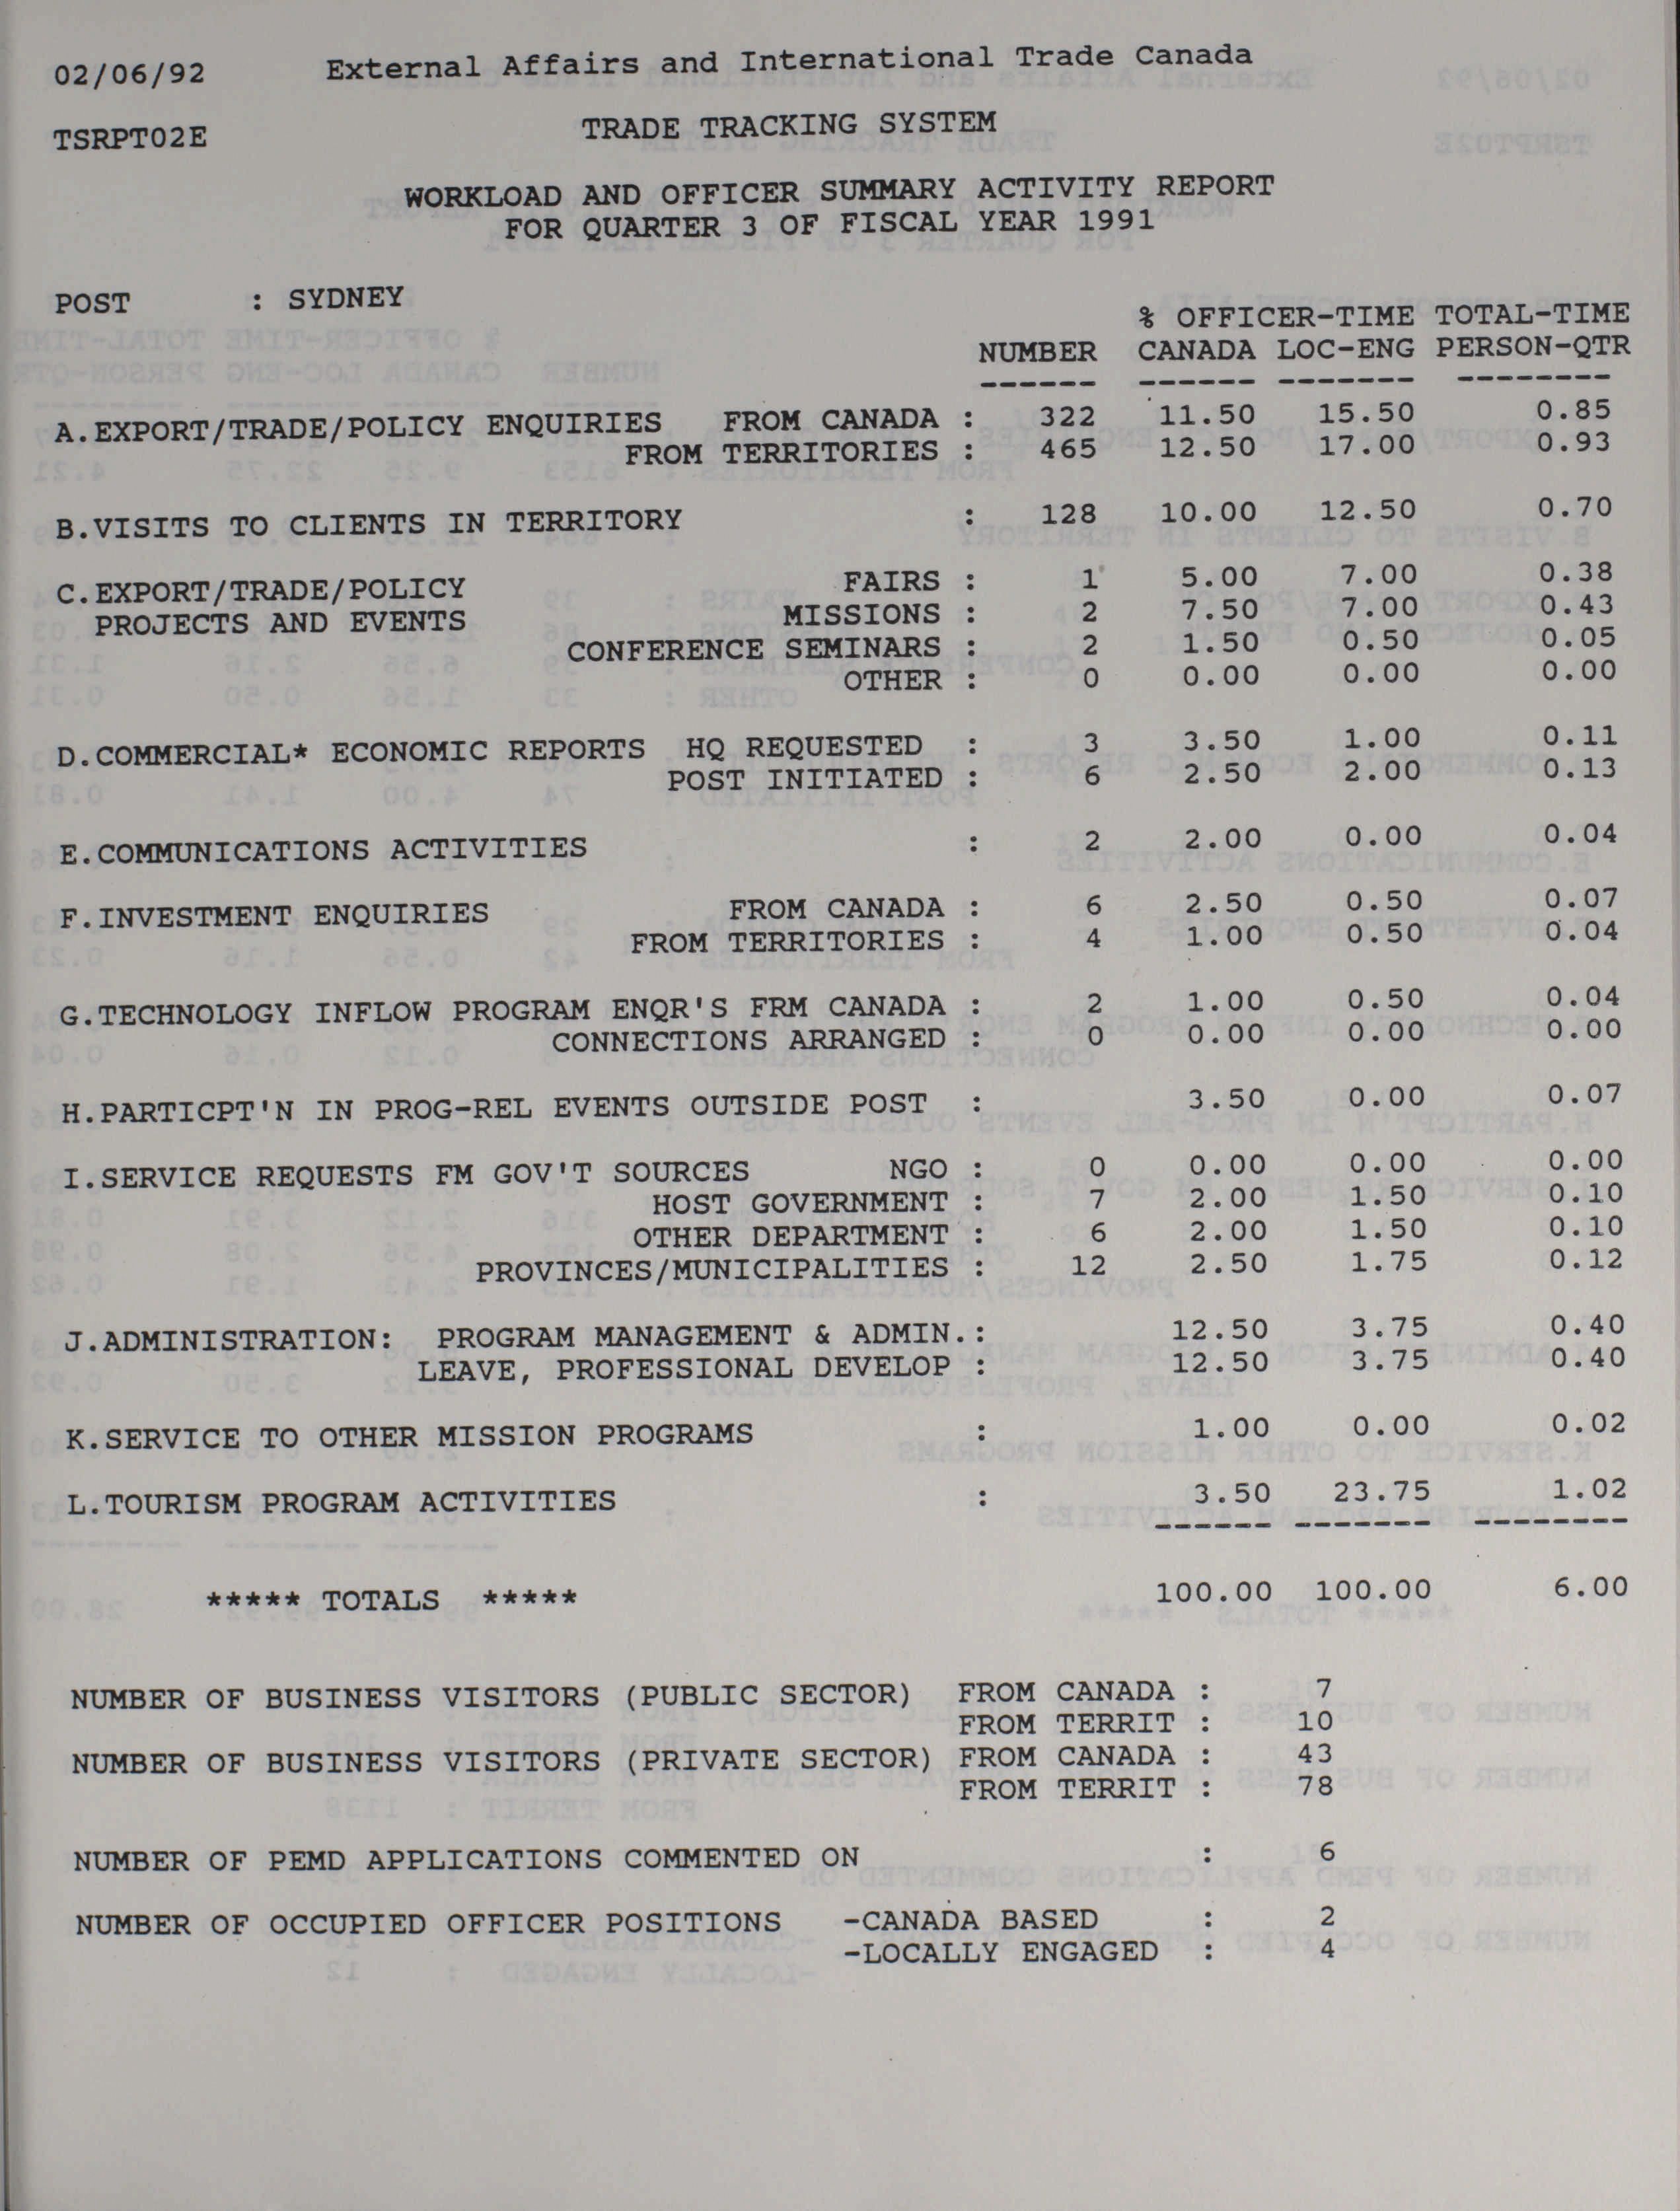 02/06/92 External Affairs and International Trade Canada
TSRPT02E TRADE TRACKING SYSTEM
WORKLOAD AND OFFICER SUMMARY ACTIVITY REPORT
FOR QUARTER 3 OF FISCAL YEAR 1991
POST : SYDNEY
% OFFICER-TIME TOTAL-TIME
NUMBER CANADA LOC-ENG PERSON-QTR
------ ------ ------- --------
A.EXPORT/TRADE/POLICY ENQUIRIES FROM CANADA : 322 11.50 15.50 0.85
FROM TERRITORIES : 465 12.50 17.00 0.93
B.VISITS TO CLIENTS IN TERRITORY : 128 10.00 12.50 0.70
C.EXPORT/TRADE/POLICY FAIRS : 1 5.00 7.00 0.38
PROJECTS AND EVENTS MISSIONS : 2 7.50 7.00 0.43
CONFERENCE SEMINARS : 2 1.50 0.50 0.05
OTHER : 0 0.00 0.00 0.00
D.COMMERCIAL* ECONOMIC REPORTS HQ REQUESTED : 3 3.50 1.00 0.11
POST INITIATED : 6 2.50 2.00 0.13
E.COMMUNICATIONS ACTIVITIES : 2 2.00 0.00 0.04
F.INVESTMENT ENQUIRIES FROM CANADA : 6 2.50 0.50 0.07
FROM TERRITORIES : 4 1.00 0.50 0.04
G.TECHNOLOGY INFLOW PROGRAM ENQR'S FRM CANADA : 2 1.00 0.50 0.04
CONNECTIONS ARRANGED : 0 0.00 0.00 0.00
H.PARTICPT'N IN PROG-REL EVENTS OUTSIDE POST : 3.50 0.00 0.07
I.SERVICE REQUESTS FM GOV'T SOURCES NGO : 0 0.00 0.00 0.00
HOST GOVERNMENT : 7 2.00 1.50 0.10
OTHER DEPARTMENT : 6 2.00 1.50 0.10
PROVINCES/MUNICIPALITIES : 12 2.50 1.75 0.12
J.ADMINISTRATION: PROGRAM MANAGEMENT & ADMIN.: 12.50 3.75 0.40
LEAVE, PROFESSIONAL DEVELOP : 12.50 3.75 0.40
K.SERVICE TO OTHER MISSION PROGRAMS : 1.00 0.00 0.02
L.TOURISM PROGRAM ACTIVITIES : 3.50 23.75 1.02
------ ------- --------
***** TOTALS ***** 100.00 100.00 6.00
NUMBER OF BUSINESS VISITORS (PUBLIC SECTOR) FROM CANADA : 7
FROM TERRIT : 10
NUMBER OF BUSINESS VISITORS (PRIVATE SECTOR) FROM CANADA : 43
FROM TERRIT : 78
NUMBER OF PEMD APPLICATIONS COMMENTED ON : 6
NUMBER OF OCCUPIED OFFICER POSITIONS -CANADA BASED : 2
-LOCALLY ENGAGED : 4